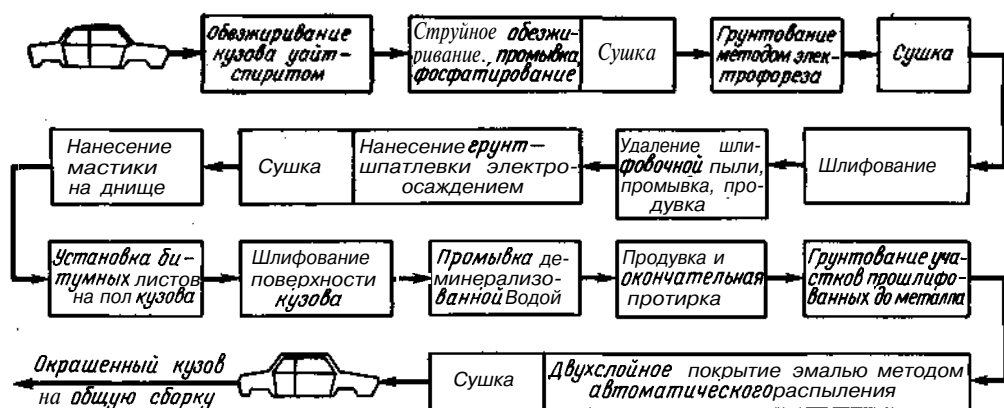 Обезжиривание
кузова уайт-
спиритом
Струйное обезжи-
ривание., промывка,
фосфатирование
Сушка
Грунтование
методом элек-
трофореза
Сушка
Шлифование
Удаление шли-
фовочной пыли,
промывка, про-
дувка
Нанесение грунт—
шпатлевки электро-
осаждением
Сушка
Нанесение
мастики
на днище
Установка би-
тумных листов
на пол кузова
Шлифование
поверхности
кузова
Промывка де-
минерализо-
ванной Водой
Продувка и
окончательная
протирка
Грунтование уча-
стков прошлифо-
ванных до металла
Двухслойное покрытие эмалью методом
автоматического распыления
Сушка
Окрашенный кузов
на общую сборку